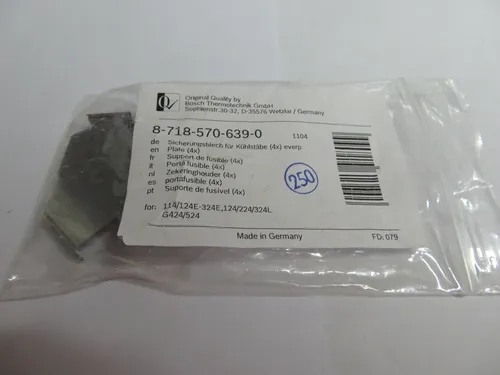 Original Quality by
Bosch Thermotechnik GmbH
Sophienstr.30-32, D-35576 Wetzlar / Germany
8-718-570-639-0 1104
de Sicherungsblech für Kühlstäbe (4x) everp.
en Plate (4x)
fr Support de fusible (4x)
it Porta fusible (4x)
nl Zekeringhouder (4x)
es portafusible (4x)
pt Suporte de fusivel (4x)
250
for: 114/124E-324E,124/224/324L
G424/524
Made in Germany FD: 079